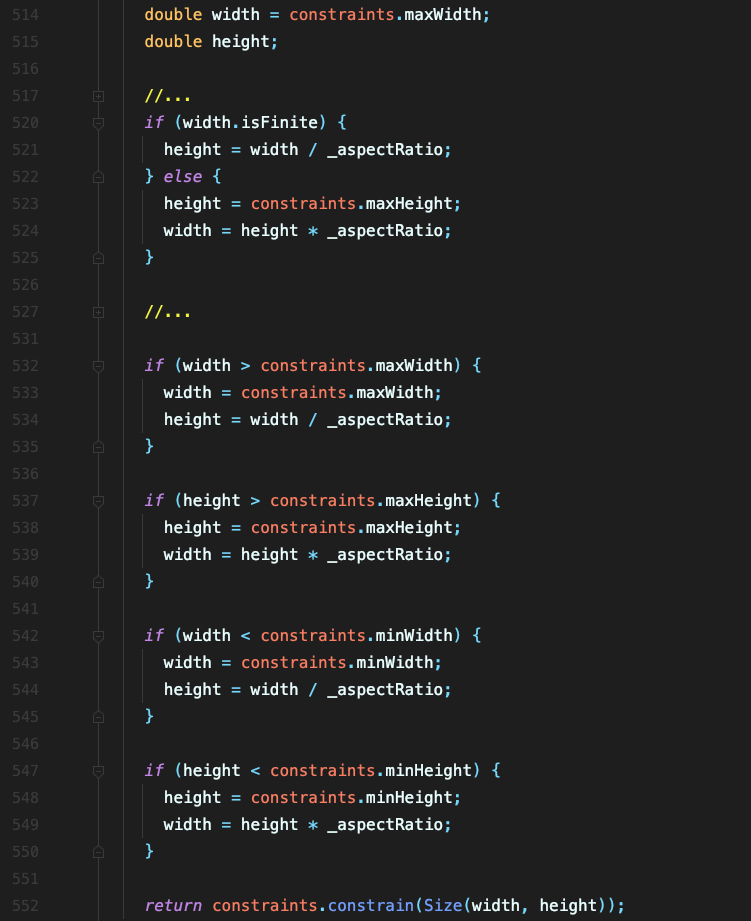 514 double width = constraints.maxWidth;
515 double height;
516
517 //...
520 if (width.isFinite) {
521 height = width / _aspectRatio;
522 } else {
523 height = constraints.maxHeight;
524 width = height * _aspectRatio;
525 }
526
527 //...
531
532 if (width > constraints.maxWidth) {
533 width = constraints.maxWidth;
534 height = width / _aspectRatio;
535 }
536
537 if (height > constraints.maxHeight) {
538 height = constraints.maxHeight;
539 width = height * _aspectRatio;
540 }
541
542 if (width < constraints.minWidth) {
543 width = constraints.minWidth;
544 height = width / _aspectRatio;
545 }
546
547 if (height < constraints.minHeight) {
548 height = constraints.minHeight;
549 width = height * _aspectRatio;
550 }
551
552 return constraints.constrain(Size(width, height));